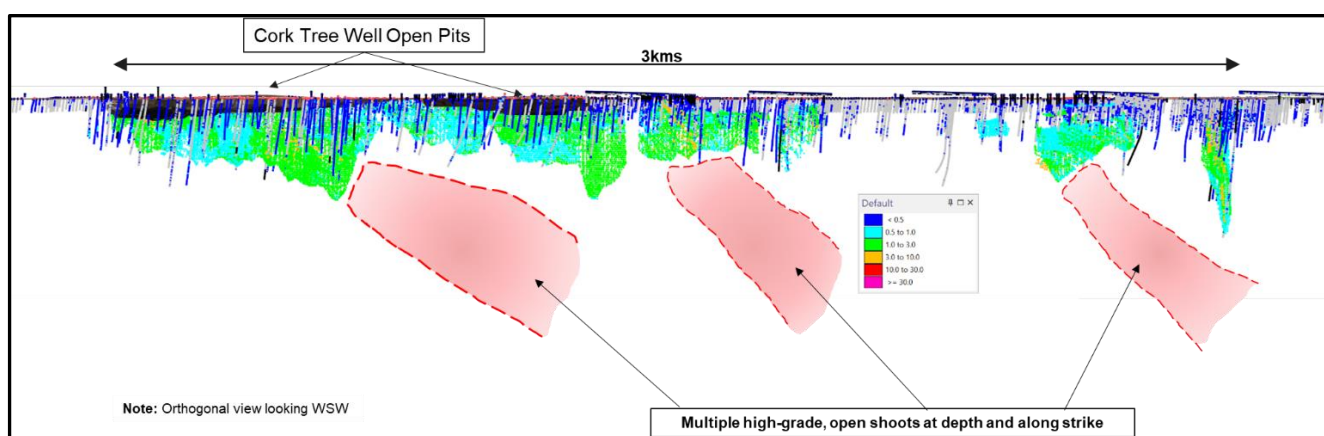 Cork Tree Well Open Pits
3kms
Default
< 0.5
0.5 to 1.0
1.0 to 3.0
3.0 to 10.0
10.0 to 30.0
>= 30.0
Note: Orthogonal view looking WSW
Multiple high-grade, open shoots at depth and along strike